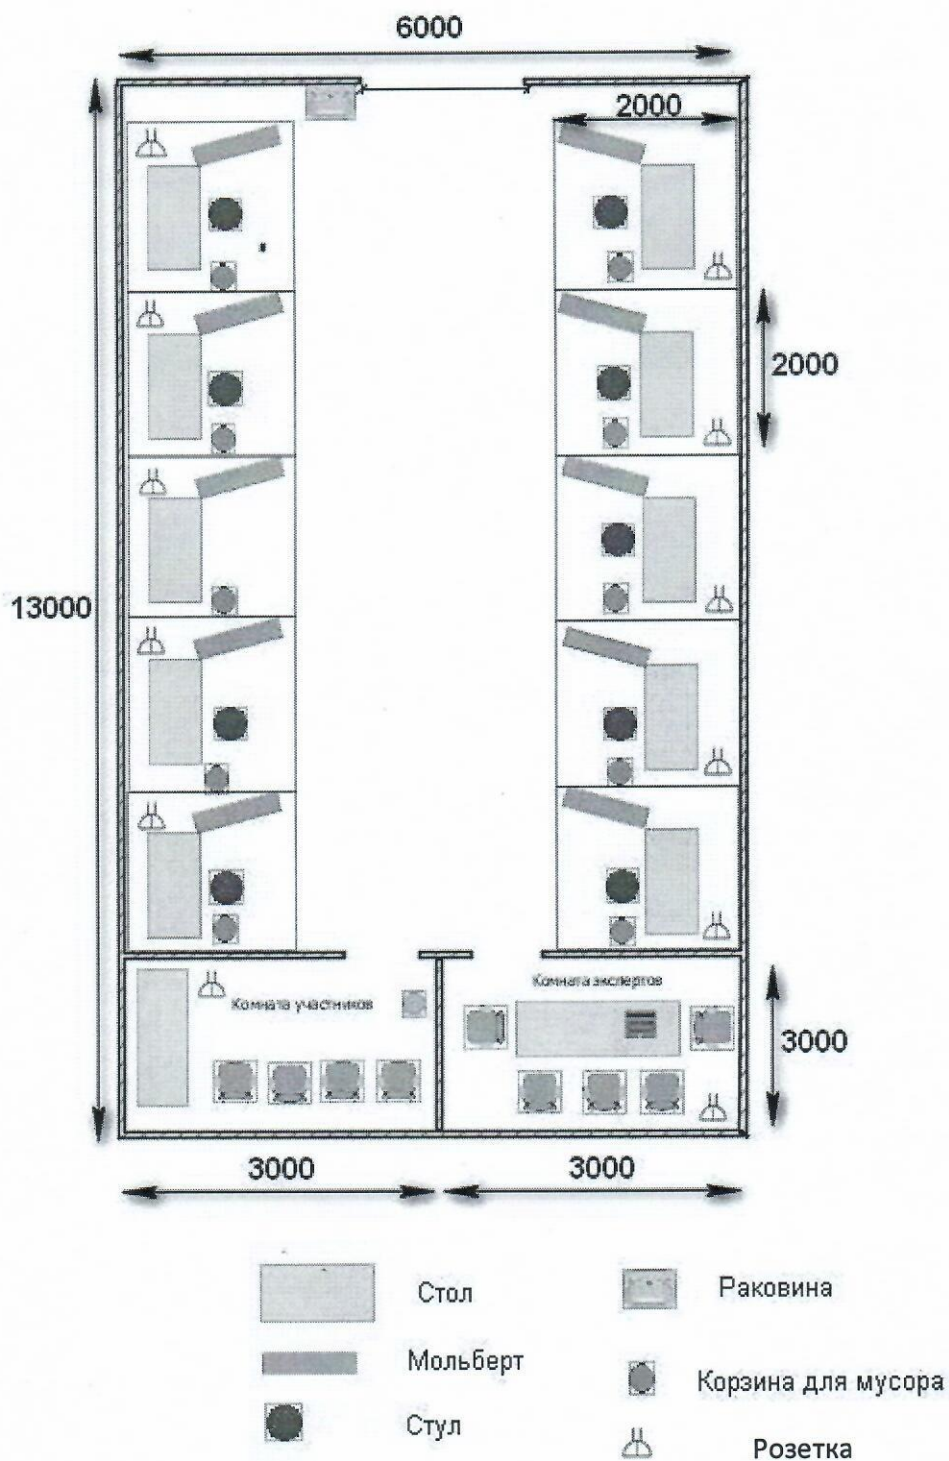 6000
2000
2000
13000
Комната участников
Комната экспертов
3000
3000
3000
Стол
Раковина
Мольберт
Корзина для мусора
Стул
Розетка